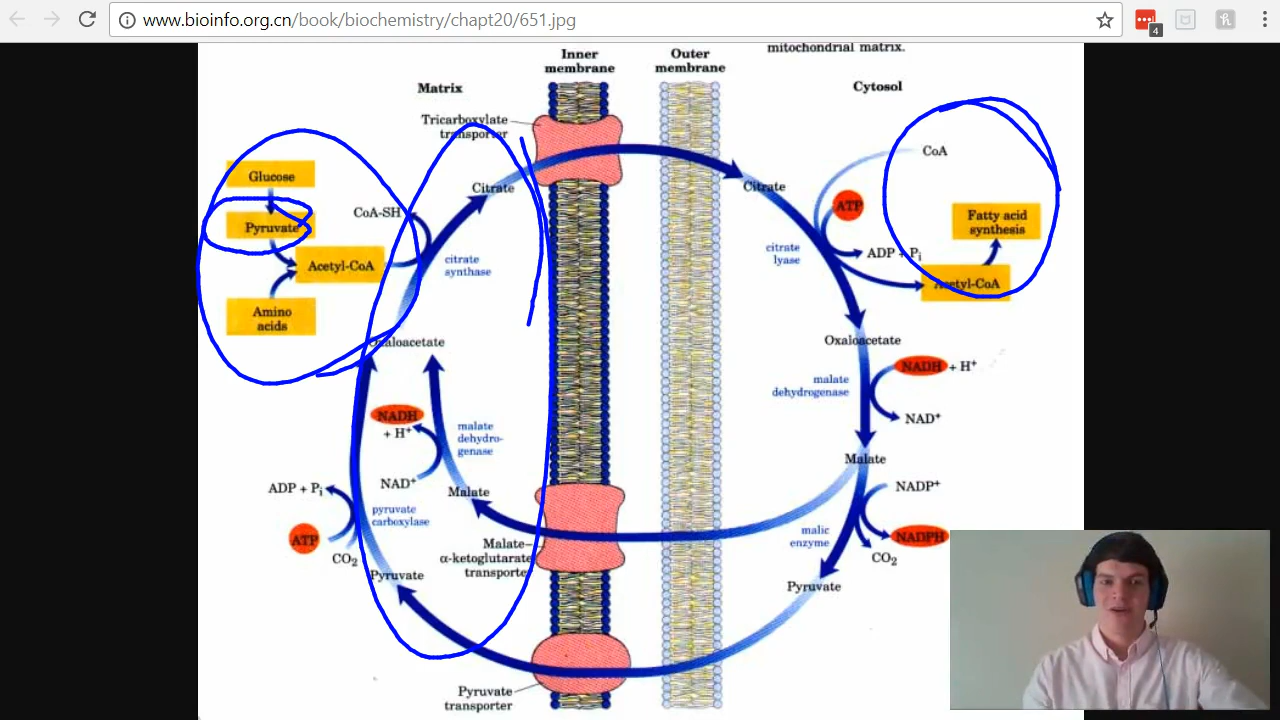 www.bioinfo.org.cn/book/biochemistry/chapt20/651.jpg
4
mitochondrial matrix.
Inner
membrane
Outer
membrane
Matrix
Cytosol
Tricarboxylate
transporter
Citrate
Citrate
CoA
Glucose
Pyruvate
Acetyl-CoA
Amino
acids
CoA-SH
citrate
synthase
ATP
citrate
lyase
ADP + Pi
Fatty acid
synthesis
Acetyl-CoA
Oxaloacetate
Oxaloacetate
NADH + H⁺
malate
dehydrogenase
NAD⁺
NADH
+ H⁺
malate
dehydro-
genase
NAD⁺
Malate
Malate
ADP + Pi
pyruvate
carboxylase
ATP
CO₂
Pyruvate
Malate–
α-ketoglutarate
transporter
NADP⁺
malic
enzyme
NADPH
CO₂
Pyruvate
Pyruvate
transporter